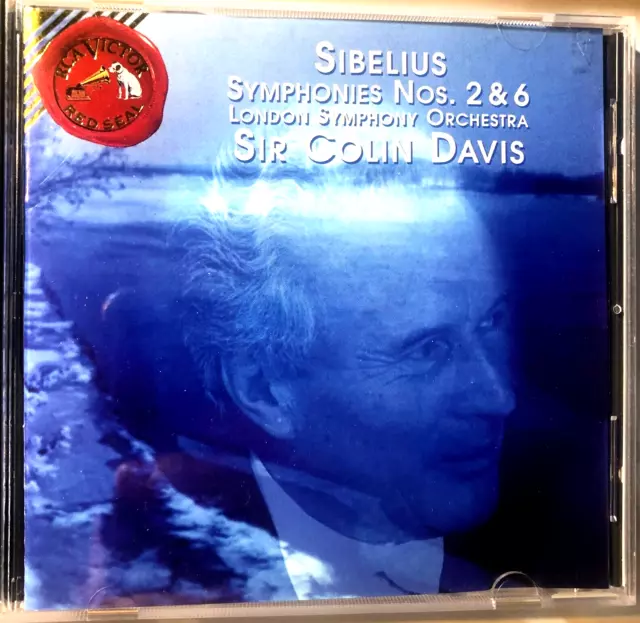 RCA VICTOR
RED SEAL
SIBELIUS
SYMPHONIES NOS. 2 & 6
LONDON SYMPHONY ORCHESTRA
SIR COLIN DAVIS